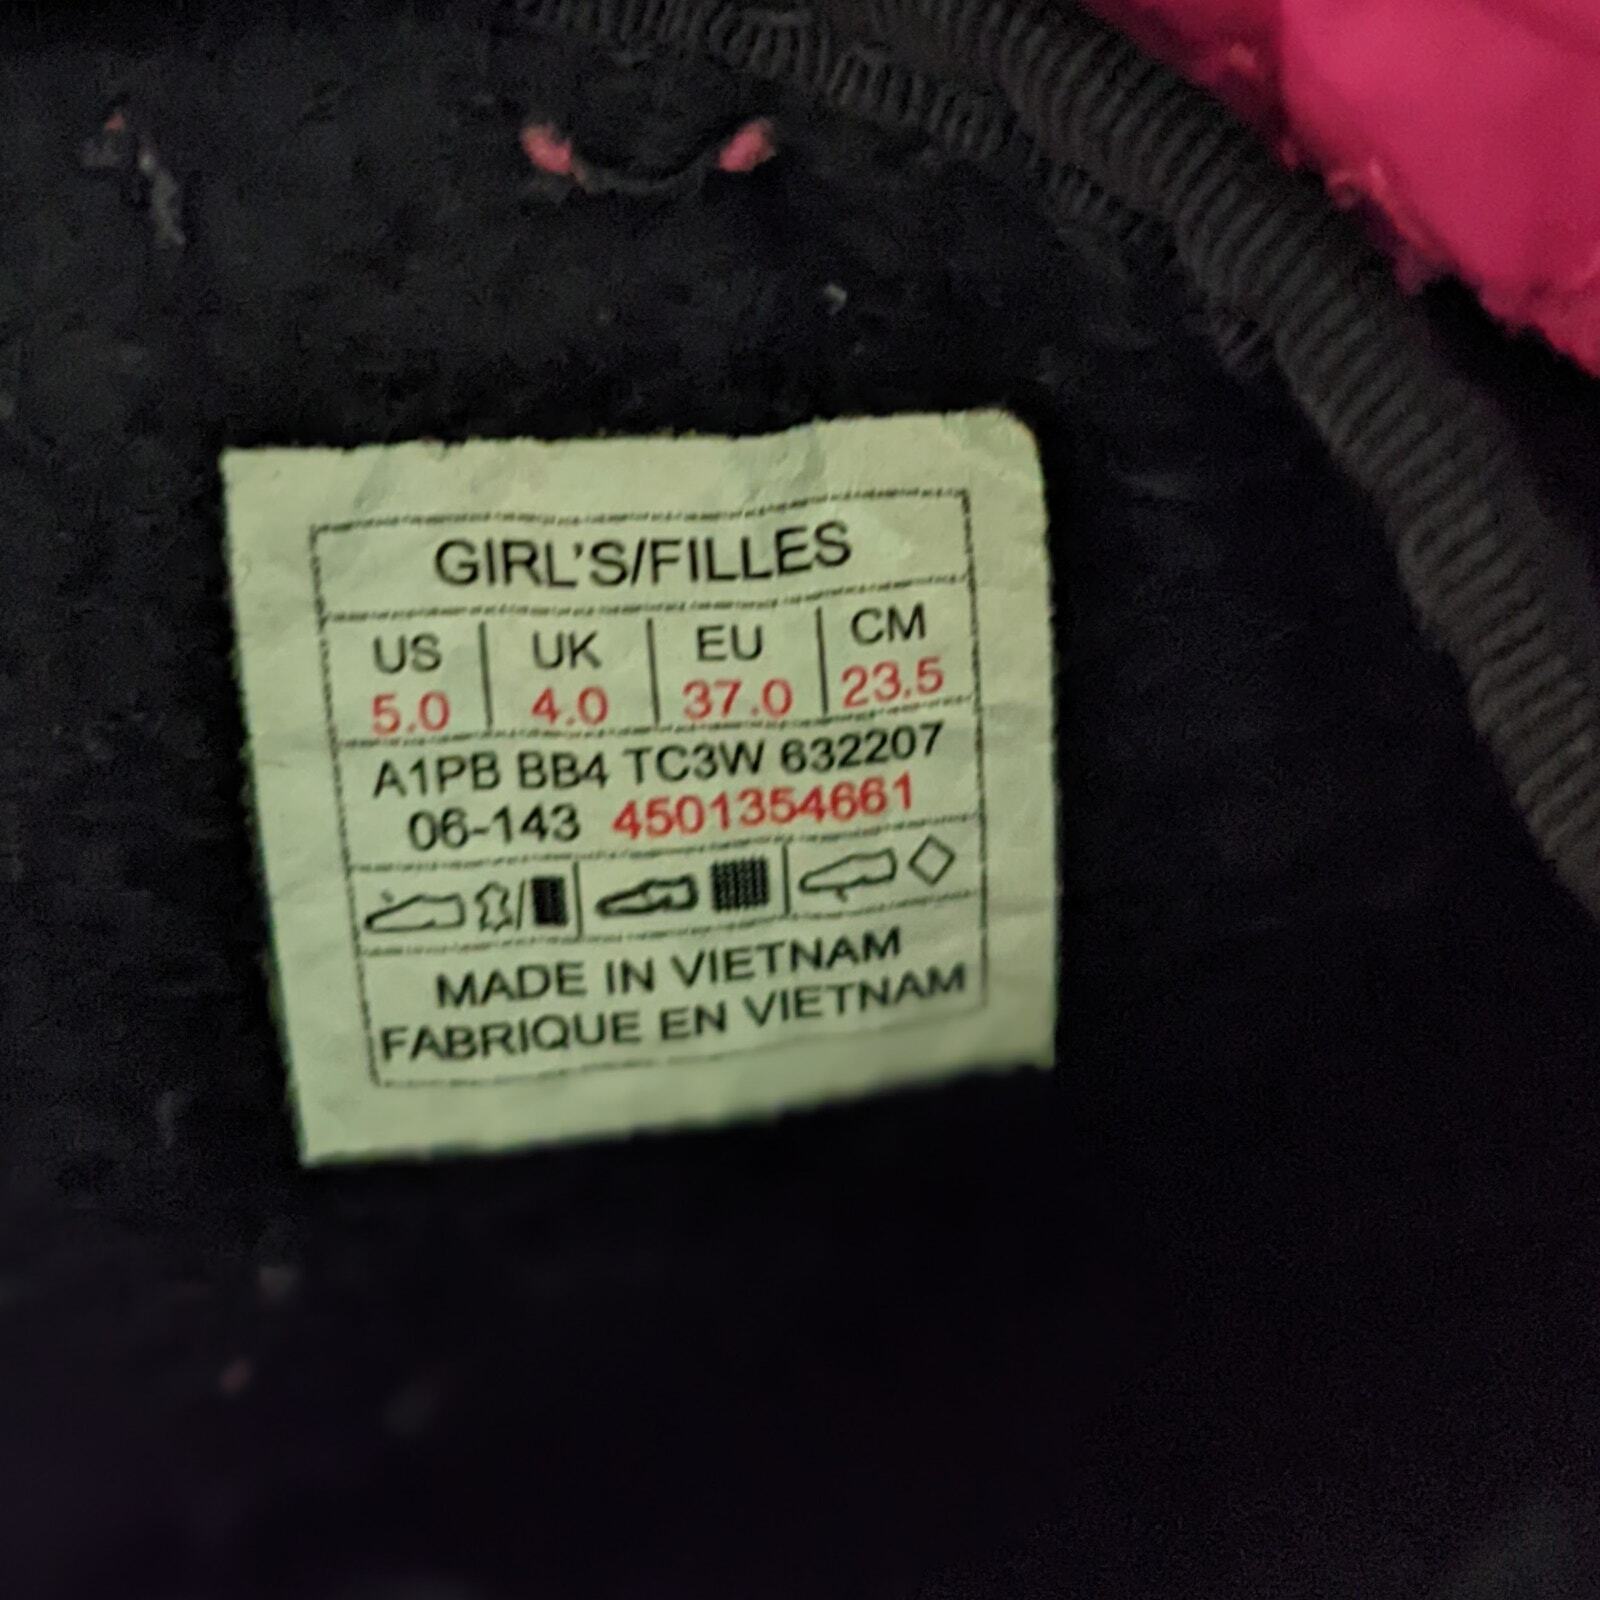 GIRL'S/FILLES
US UK EU CM
5.0 4.0 37.0 23.5
A1PB BB4 TC3W 632207
06-143 4501354661
MADE IN VIETNAM
FABRIQUE EN VIETNAM